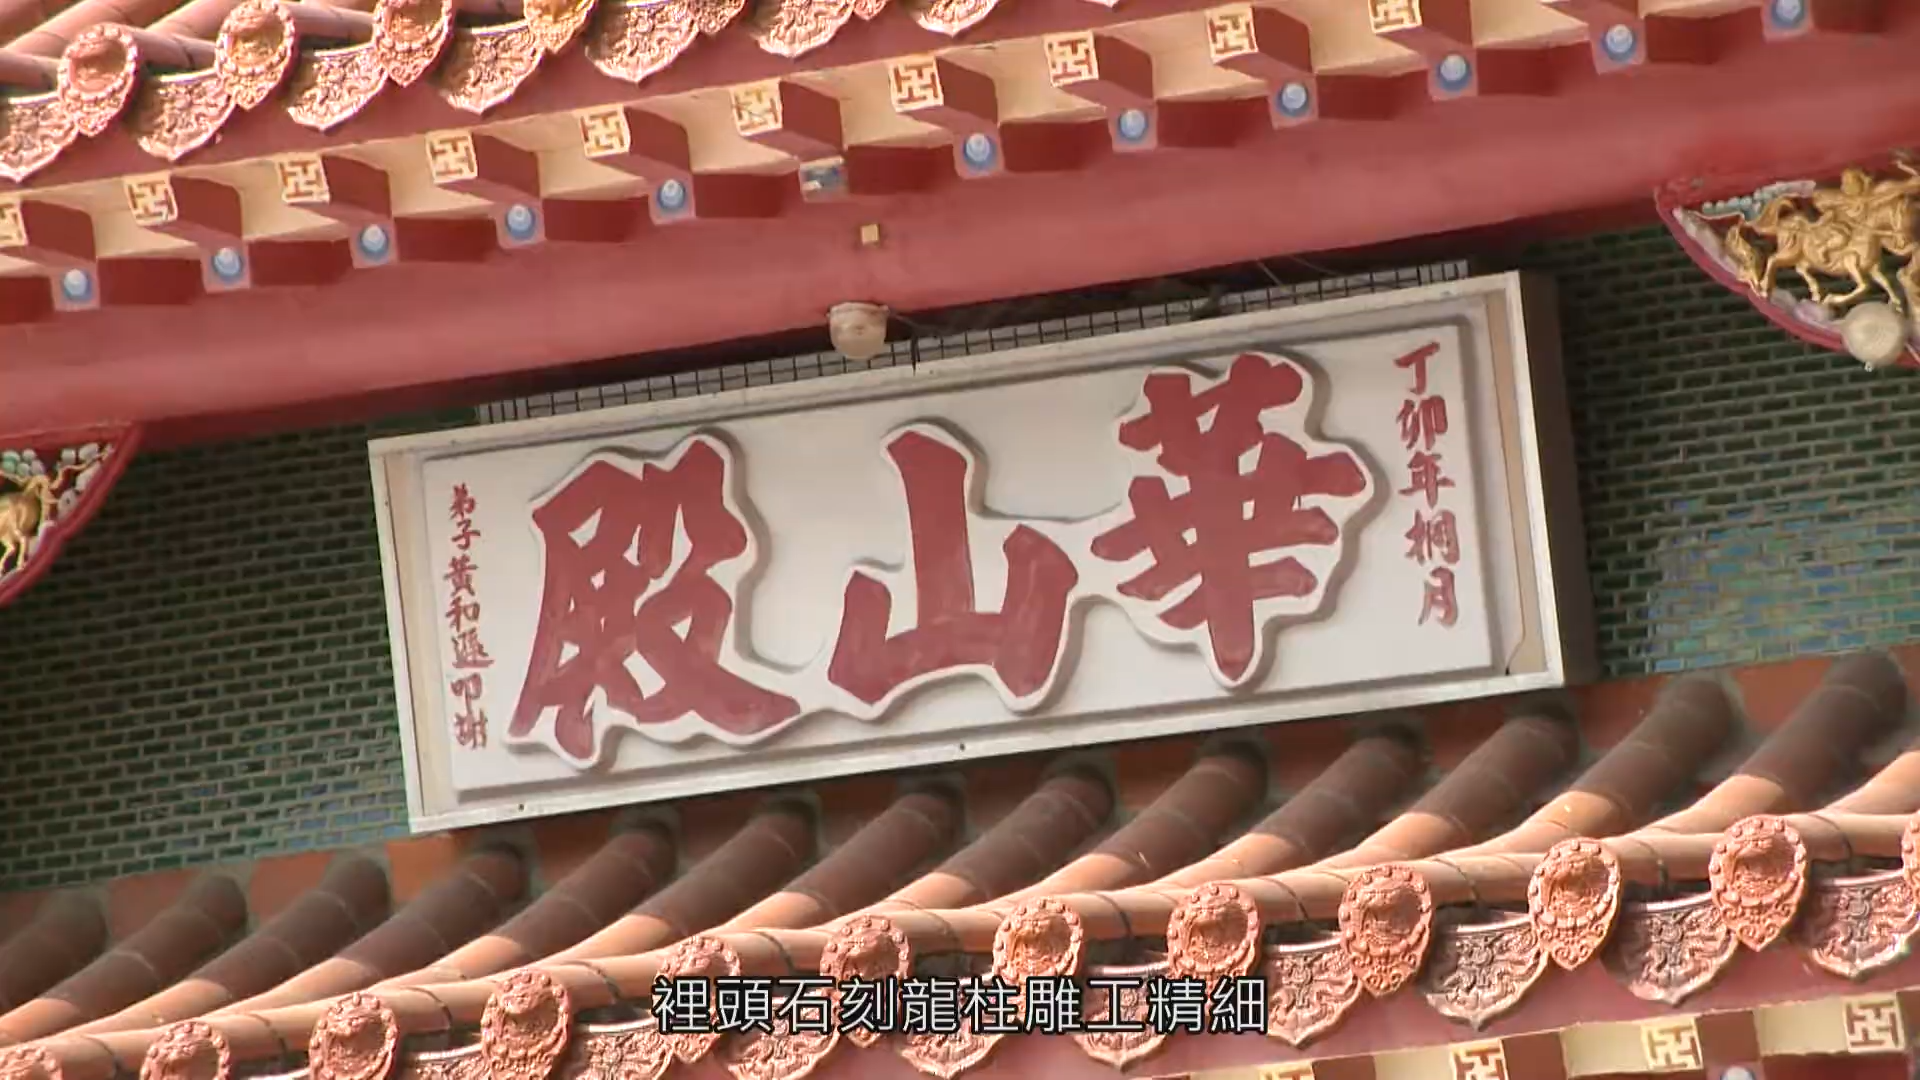 丁卯年桐月
華山殿
弟子黃和遜叩謝
裡頭石刻龍柱雕工精細